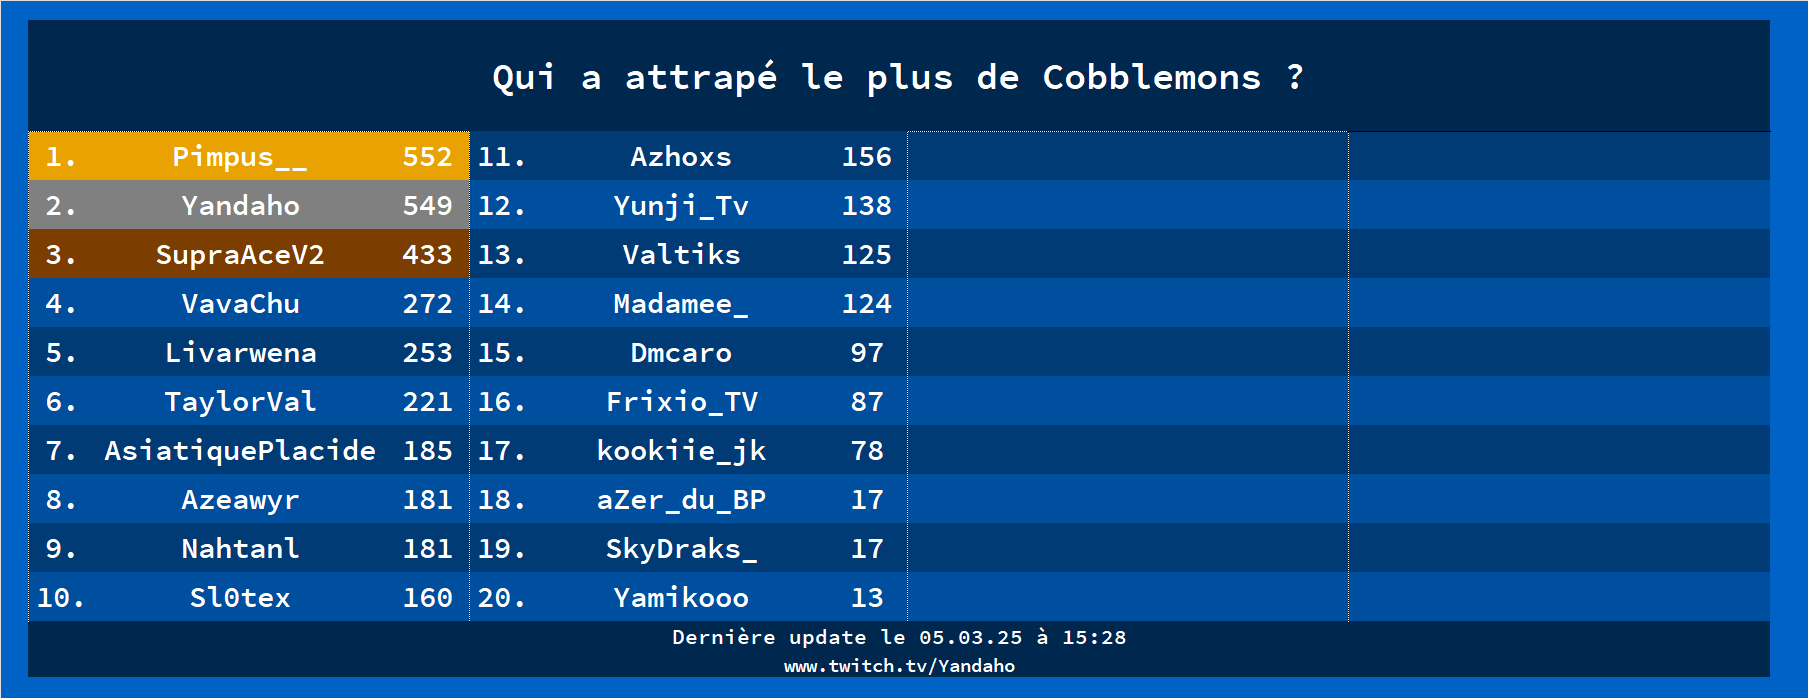 Qui a attrapé le plus de Cobblemons ?
1. Pimpus__ 552
2. Yandaho 549
3. SupraAceV2 433
4. VavaChu 272
5. Livarwena 253
6. TaylorVal 221
7. AsiatiquePlacide 185
8. Azeawyr 181
9. Nahtanl 181
10. Sl0tex 160
11. Azhoxs 156
12. Yunji_Tv 138
13. Valtiks 125
14. Madamee_ 124
15. Dmcaro 97
16. Frixio_TV 87
17. kookiie_jk 78
18. aZer_du_BP 17
19. SkyDraks_ 17
20. Yamikooo 13
Dernière update le 05.03.25 à 15:28
www.twitch.tv/Yandaho